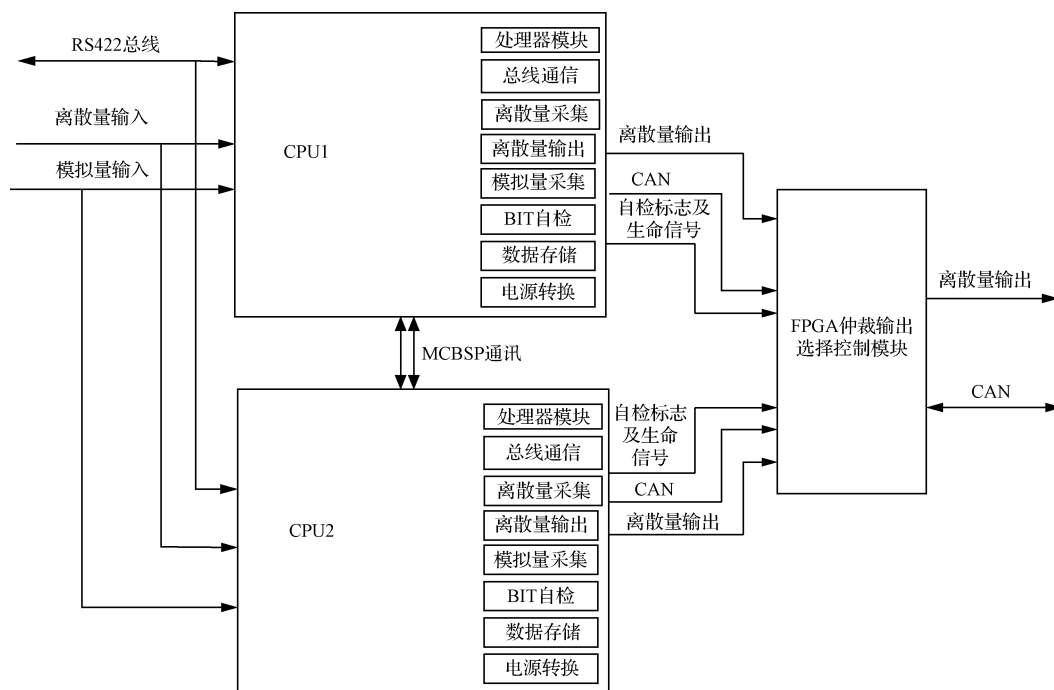 RS422总线
离散量输入
模拟量输入
CPU1
处理器模块
总线通信
离散量采集
离散量输出
模拟量采集
BIT自检
数据存储
电源转换
离散量输出
CAN
自检标志及
生命信号
MCBSP通讯
CPU2
处理器模块
总线通信
离散量采集
离散量输出
模拟量采集
BIT自检
数据存储
电源转换
自检标志
及生命
信号
CAN
离散量输出
FPGA仲裁输出
选择控制模块
离散量输出
CAN